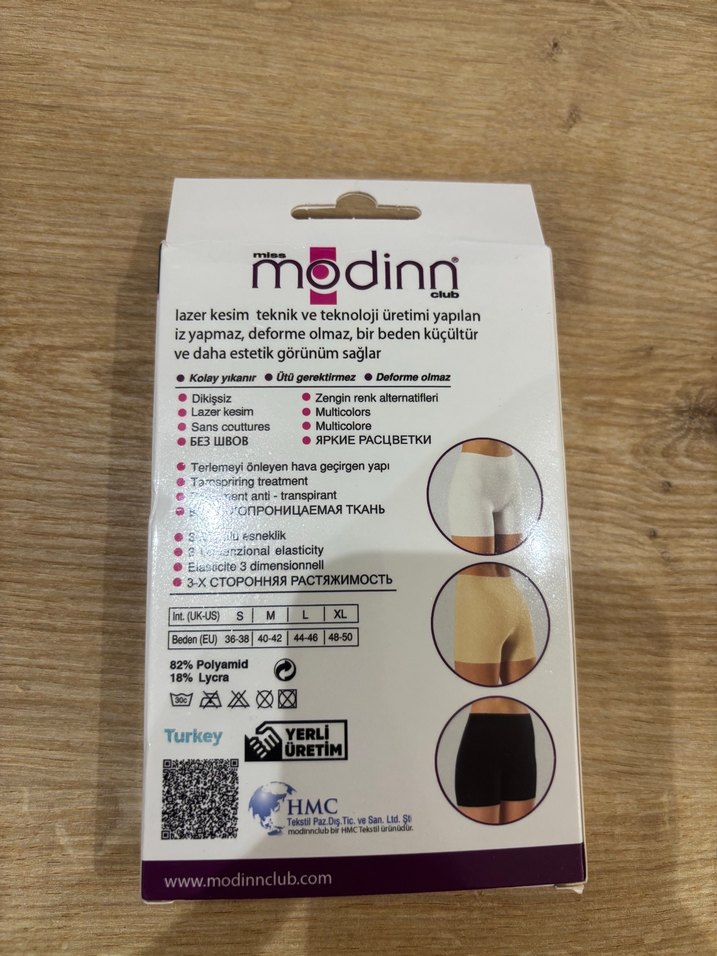 miss
modinn®
club
lazer kesim teknik ve teknoloji üretimi yapılan
iz yapmaz, deforme olmaz, bir beden küçültür
ve daha estetik görünüm sağlar
• Kolay yıkanır • Ütü gerektirmez • Deforme olmaz
• Dikişsiz
• Lazer kesim
• Sans couttures
• БЕЗ ШВОВ
• Zengin renk alternatifleri
• Multicolors
• Multicolore
• ЯРКИЕ РАСЦВЕТКИ
• Terlemeyi önleyen hava geçirgen yapı
• treatment
• anti - transpirant
• ТКАНЬ
• esneklik
• 3 elasticity
• Elasticite 3 dimensionnell
• 3-Х СТОРОННЯЯ РАСТЯЖИМОСТЬ
Int. (UK-US) S M L XL
Beden (EU) 36-38 40-42 44-46 48-50
82% Polyamid
18% Lycra
30c
Turkey
YERLİ
ÜRETİM
HMC
Tekstil Paz.Dış.Tic. ve San. Ltd. Şti
modinnclub bir HMC Tekstil ürünüdür.
www.modinnclub.com